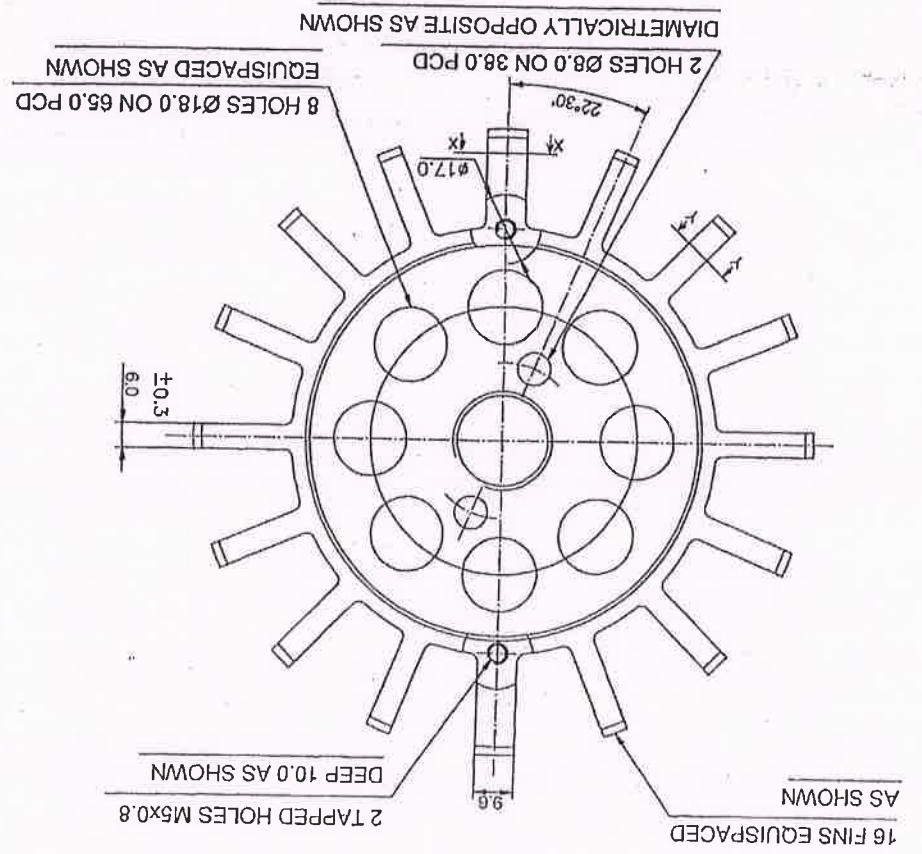 16 FINS EQUISPACED
AS SHOWN
9.6
2 TAPPED HOLES M5x0.8
DEEP 10.0 AS SHOWN
6.0
±0.3
Y
Y
X
X
Ø17.0
22°30'
2 HOLES Ø8.0 ON 38.0 PCD
DIAMETRICALLY OPPOSITE AS SHOWN
8 HOLES Ø18.0 ON 65.0 PCD
EQUISPACED AS SHOWN